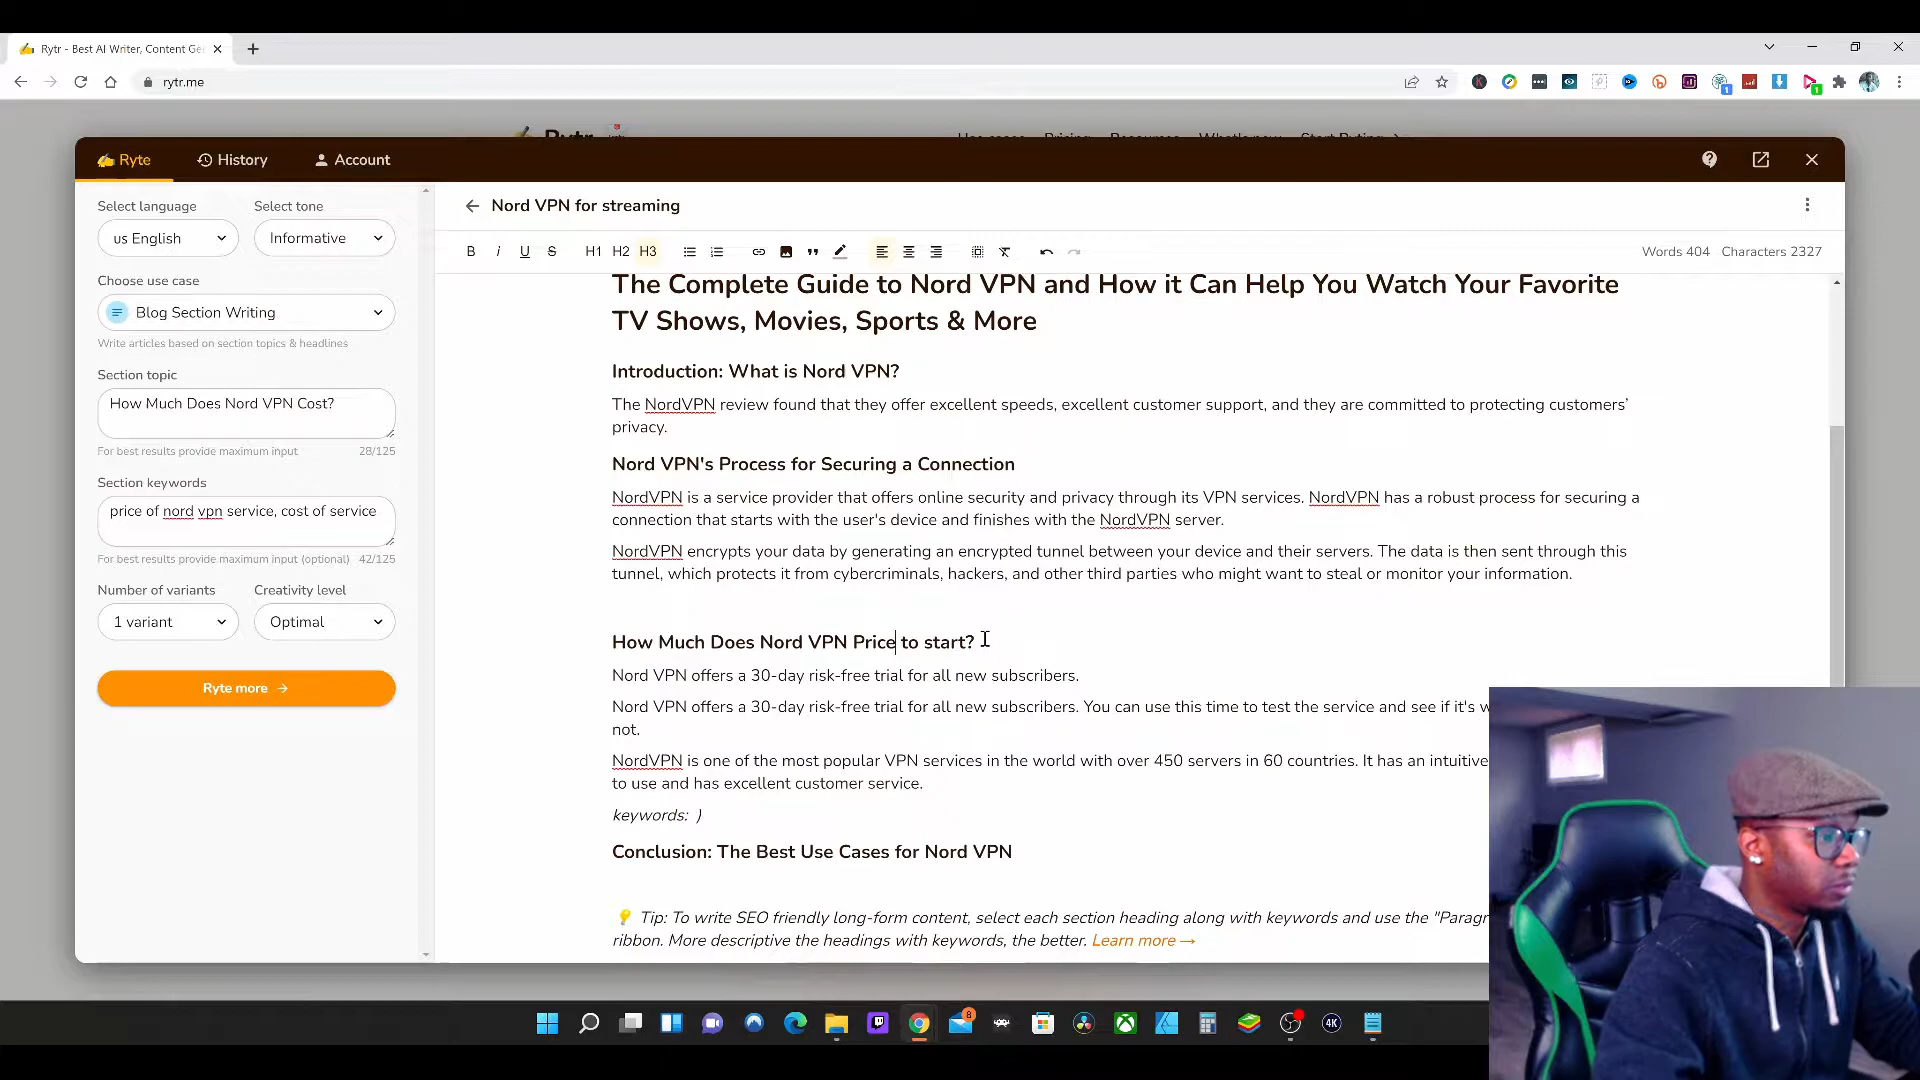 Rytr - Best AI Writer, Content Ge
rytr.me
Rytr
Ryte
History
Account
Select language
Select tone
us English
Informative
Choose use case
Blog Section Writing
Write articles based on section topics & headlines
Section topic
How Much Does Nord VPN Cost?
For best results provide maximum input
28/125
Section keywords
price of nord vpn service, cost of service
For best results provide maximum input (optional)
42/125
Number of variants
Creativity level
1 variant
Optimal
Ryte more →
Nord VPN for streaming
B i U S H1 H2 H3
Words 404 Characters 2327
The Complete Guide to Nord VPN and How it Can Help You Watch Your Favorite
TV Shows, Movies, Sports & More
Introduction: What is Nord VPN?
The NordVPN review found that they offer excellent speeds, excellent customer support, and they are committed to protecting customers’
privacy.
Nord VPN's Process for Securing a Connection
NordVPN is a service provider that offers online security and privacy through its VPN services. NordVPN has a robust process for securing a
connection that starts with the user's device and finishes with the NordVPN server.
NordVPN encrypts your data by generating an encrypted tunnel between your device and their servers. The data is then sent through this
tunnel, which protects it from cybercriminals, hackers, and other third parties who might want to steal or monitor your information.
How Much Does Nord VPN Price to start?
Nord VPN offers a 30-day risk-free trial for all new subscribers.
Nord VPN offers a 30-day risk-free trial for all new subscribers. You can use this time to test the service and see if it's w
not.
NordVPN is one of the most popular VPN services in the world with over 450 servers in 60 countries. It has an intuitive
to use and has excellent customer service.
keywords: )
Conclusion: The Best Use Cases for Nord VPN
Tip: To write SEO friendly long-form content, select each section heading along with keywords and use the "Paragr
ribbon. More descriptive the headings with keywords, the better. Learn more →
8
4K